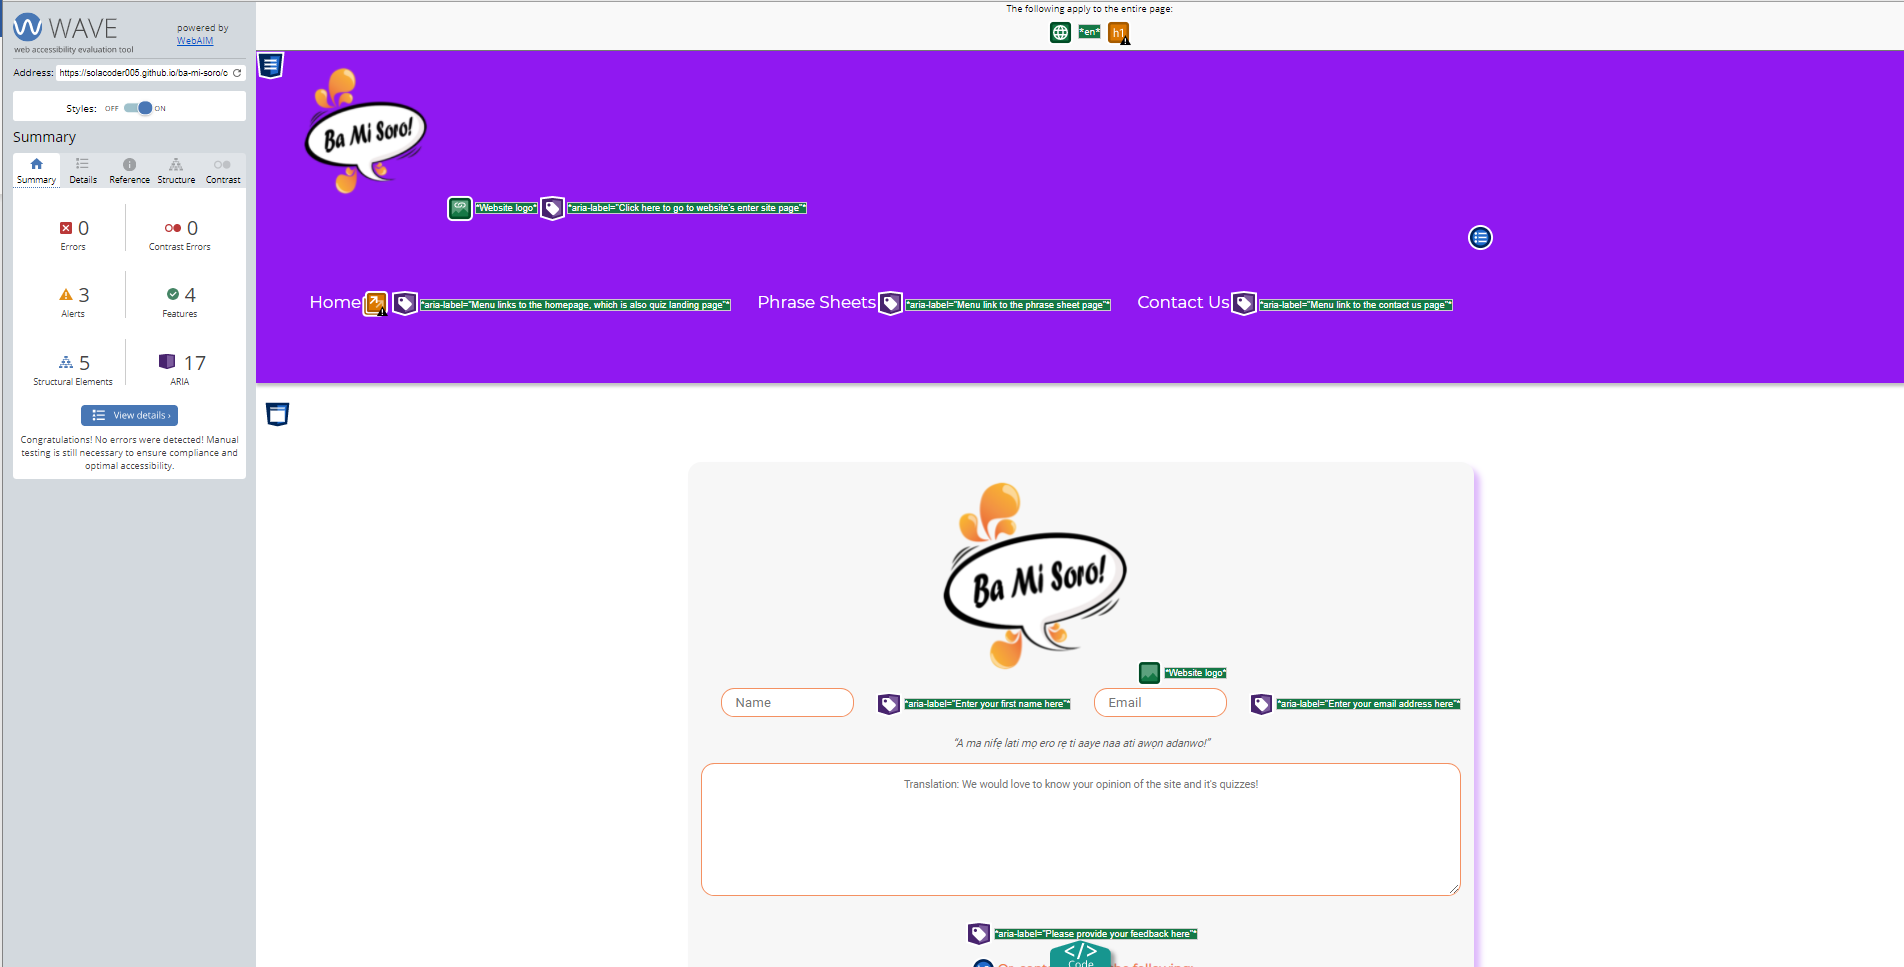 WAVE
web accessibility evaluation tool
powered by
WebAIM
Address: https://solacoder005.github.io/ba-mi-soro/c
Styles: OFF ON
Summary
Summary Details Reference Structure Contrast
0
Errors
0
Contrast Errors
3
Alerts
4
Features
5
Structural Elements
17
ARIA
View details ›
Congratulations! No errors were detected! Manual
testing is still necessary to ensure compliance and
optimal accessibility.
The following apply to the entire page:
*en* h1
Ba Mi Soro!
*Website logo* *aria-label="Click here to go to website's enter site page"*
Home *aria-label="Menu links to the homepage, which is also quiz landing page"* Phrase Sheets *aria-label="Menu link to the phrase sheet page"* Contact Us *aria-label="Menu link to the contact us page"*
Ba Mi Soro!
*Website logo*
Name *aria-label="Enter your first name here"* Email *aria-label="Enter your email address here"*
“A ma nifẹ lati mọ ero rẹ ti aaye naa ati awọn adanwo!”
Translation: We would love to know your opinion of the site and it's quizzes!
*aria-label="Please provide your feedback here"*
</>
Code